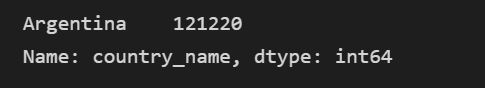 Argentina    121220
Name: country_name, dtype: int64